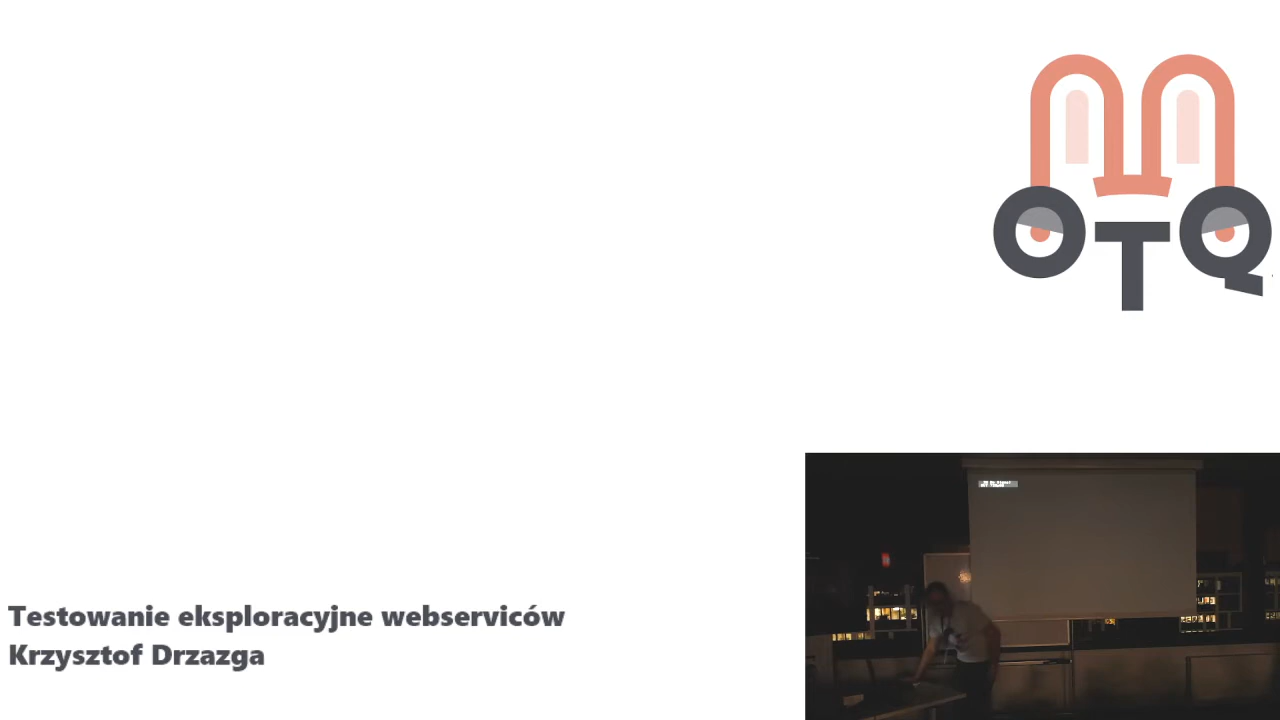 OTQ
Testowanie eksploracyjne webserviców
Krzysztof Drzazga